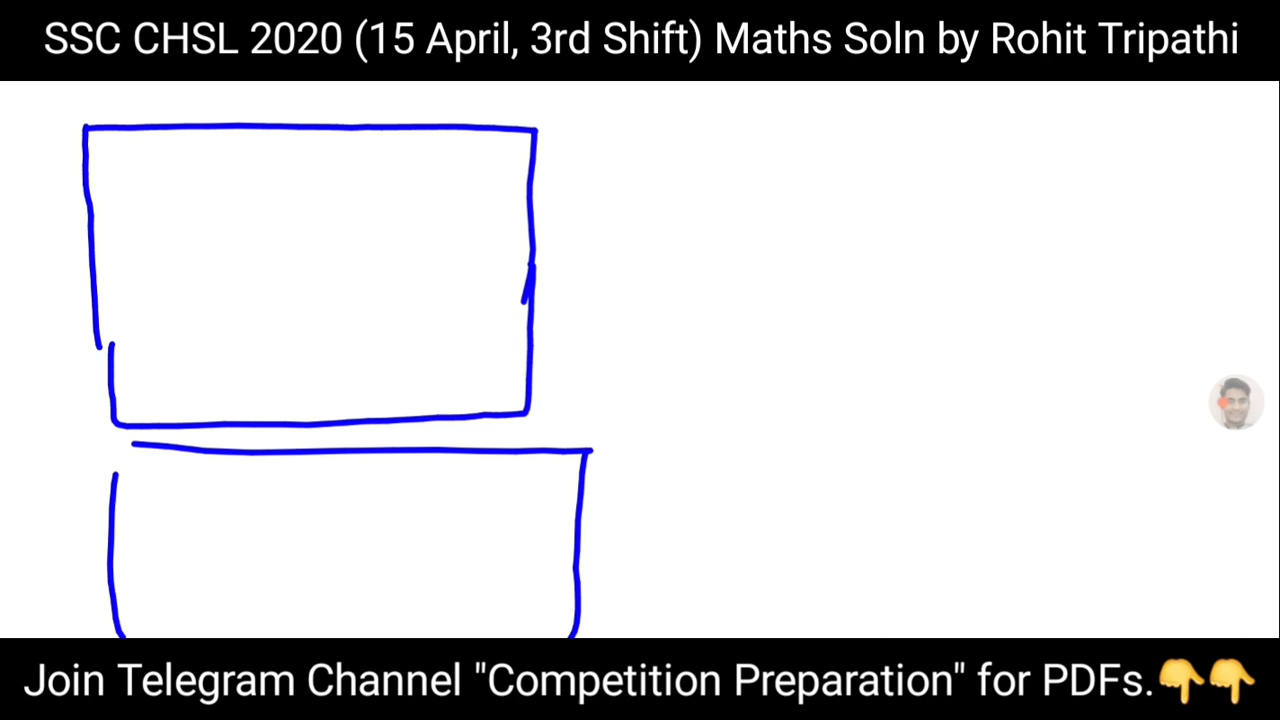 SSC CHSL 2020 (15 April, 3rd Shift) Maths Soln by Rohit Tripathi
Join Telegram Channel "Competition Preparation" for PDFs.👇👇